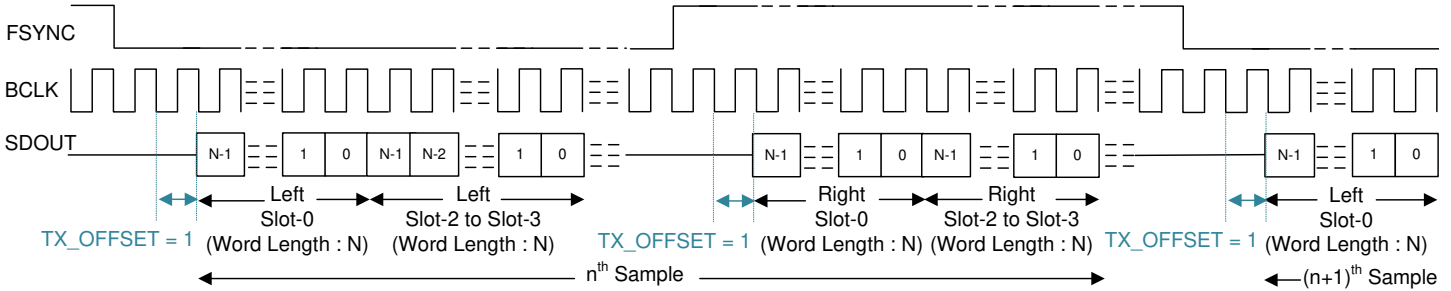 FSYNC
BCLK
SDOUT
N-1 1 0 N-1 N-2 1 0 N-1 1 0 N-1 1 0 N-1 1 0
Left Left Right Right Left
Slot-0 Slot-2 to Slot-3 Slot-0 Slot-2 to Slot-3 Slot-0
TX_OFFSET = 1 (Word Length : N) (Word Length : N) TX_OFFSET = 1 (Word Length : N) (Word Length : N) TX_OFFSET = 1 (Word Length : N)
nth Sample (n+1)th Sample